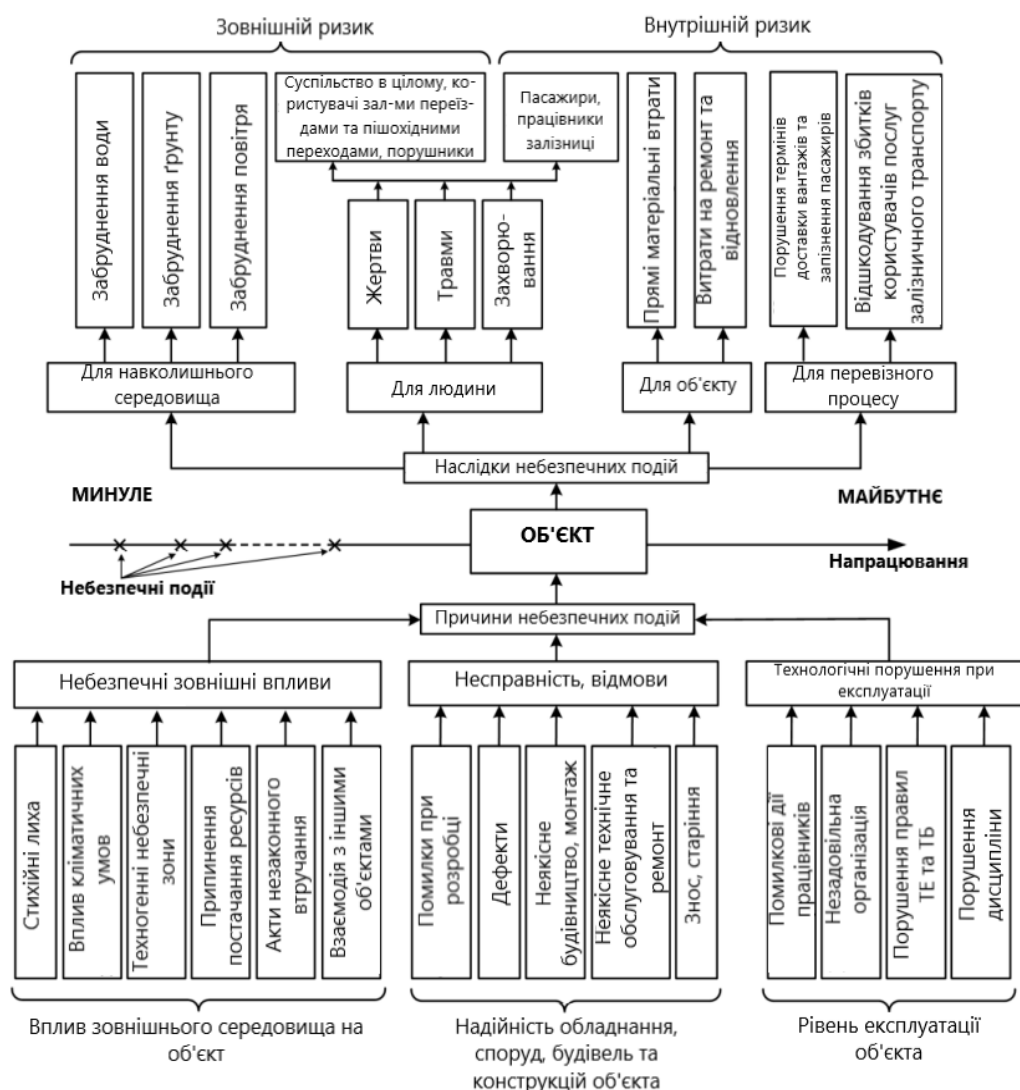 Зовнішній ризик
Внутрішній ризик
Забруднення води
Забруднення ґрунту
Забруднення повітря
Суспільство в цілому, ко-
ристувачі зал-ми переїз-
дами та пішохідними
переходами, порушники
Пасажири,
працівники
залізниці
Жертви
Травми
Захворю-
вання
Прямі матеріальні втрати
Витрати на ремонт та
відновлення
Порушення термінів
доставки вантажів та
запізнення пасажирів
Відшкодування збитків
користувачів послуг
залізничного транспорту
Для навколишнього
середовища
Для людини
Для об'єкту
Для перевізного
процесу
Наслідки небезпечних подій
МИНУЛЕ
МАЙБУТНЄ
ОБ'ЄКТ
Напрацювання
Небезпечні події
Причини небезпечних подій
Небезпечні зовнішні впливи
Несправність, відмови
Технологічні порушення при
експлуатації
Стихійні лиха
Вплив кліматичних
умов
Техногенні небезпечні
зони
Припинення
постачання ресурсів
Акти незаконного
втручання
Взаємодія з іншими
об'єктами
Помилки при
розробці
Дефекти
Неякісне
будівництво, монтаж
Неякісне технічне
обслуговування та
ремонт
Знос, старіння
Помилкові дії
працівників
Незадовільна
організація
Порушення правил
ТЕ та ТБ
Порушення
дисципліни
Вплив зовнішнього середовища на
об'єкт
Надійність обладнання,
споруд, будівель та
конструкцій об'єкта
Рівень експлуатації
об'єкта